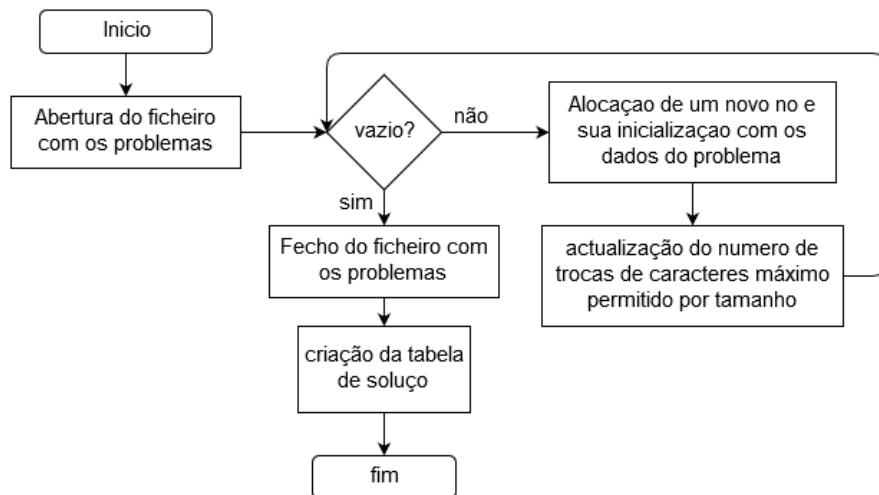 Inicio
Abertura do ficheiro
com os problemas
vazio?
não
Alocaçao de um novo no e
sua inicializaçao com os
dados do problema
sim
Fecho do ficheiro com
os problemas
actualização do numero de
trocas de caracteres máximo
permitido por tamanho
criação da tabela
de soluço
fim